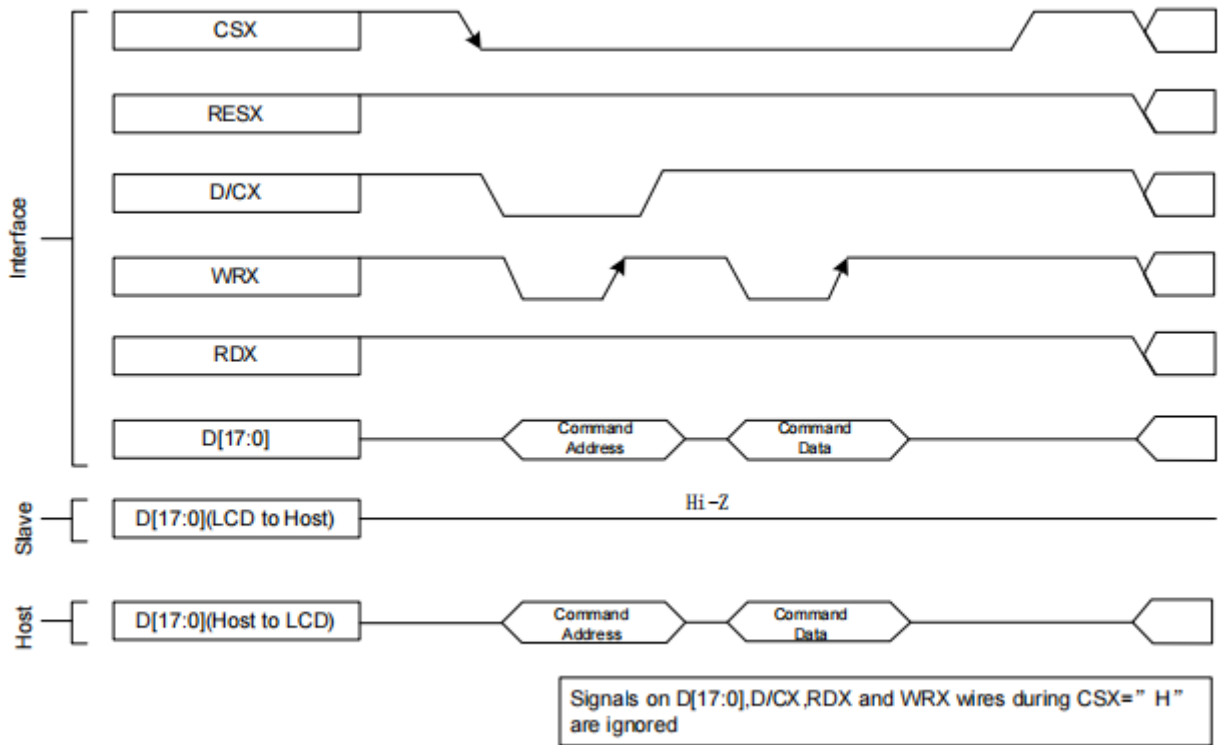 Interface
CSX
RESX
D/CX
WRX
RDX
D[17:0]
Command
Address
Command
Data
Slave
D[17:0](LCD to Host)
Hi-Z
Host
D[17:0](Host to LCD)
Command
Address
Command
Data
Signals on D[17:0],D/CX,RDX and WRX wires during CSX=” H”
are ignored